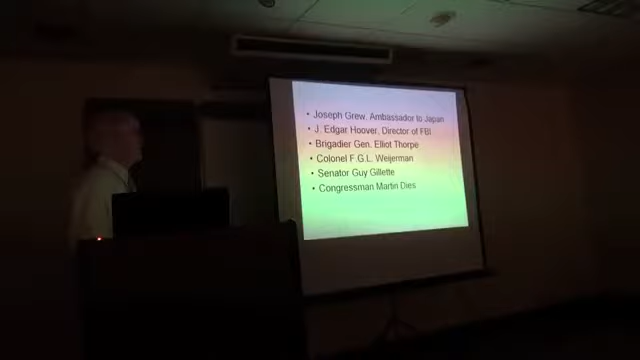 • Joseph Grew, Ambassador to Japan
• J. Edgar Hoover, Director of FBI
• Brigadier Gen. Elliot Thorpe
• Colonel F.G.L. Weijerman
• Senator Guy Gillette
• Congressman Martin Dies